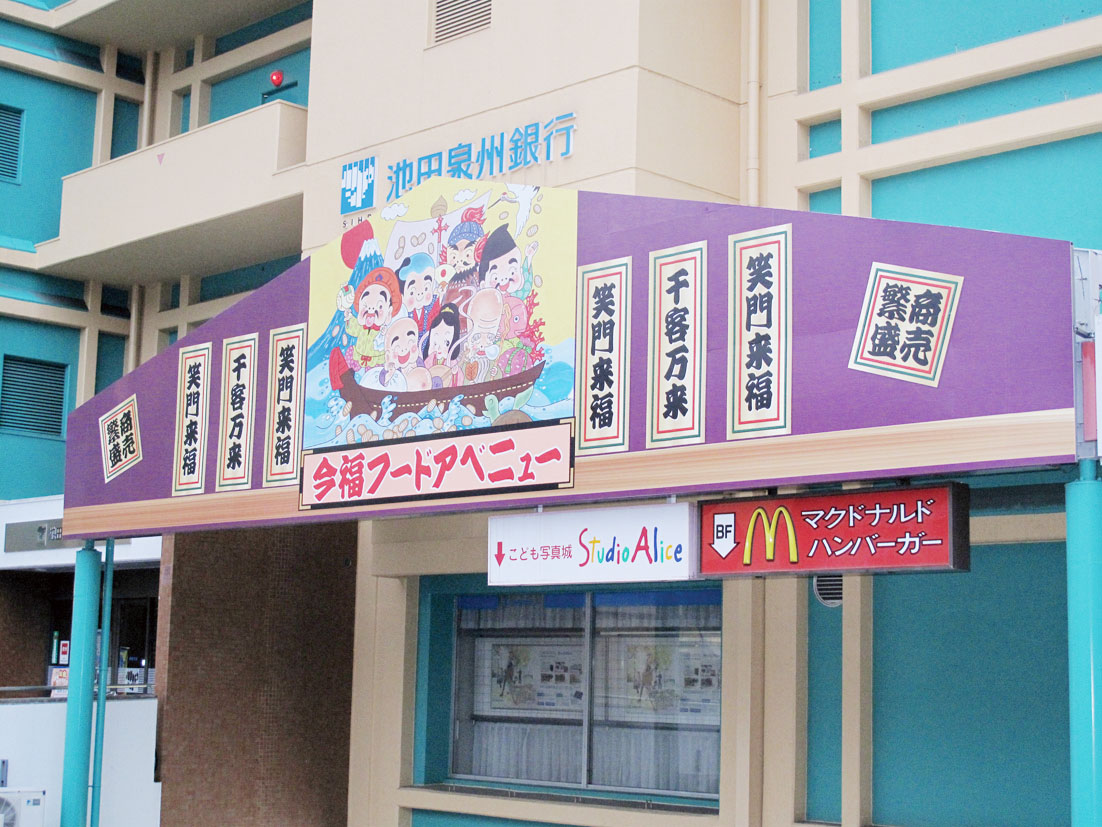 池田泉州銀行
商売
繁盛
笑門来福
千客万来
笑門来福
笑門来福
千客万来
笑門来福
商売
繁盛
今福フードアベニュー
こども写真城
Studio Alice
BF
マクドナルド
ハンバーガー